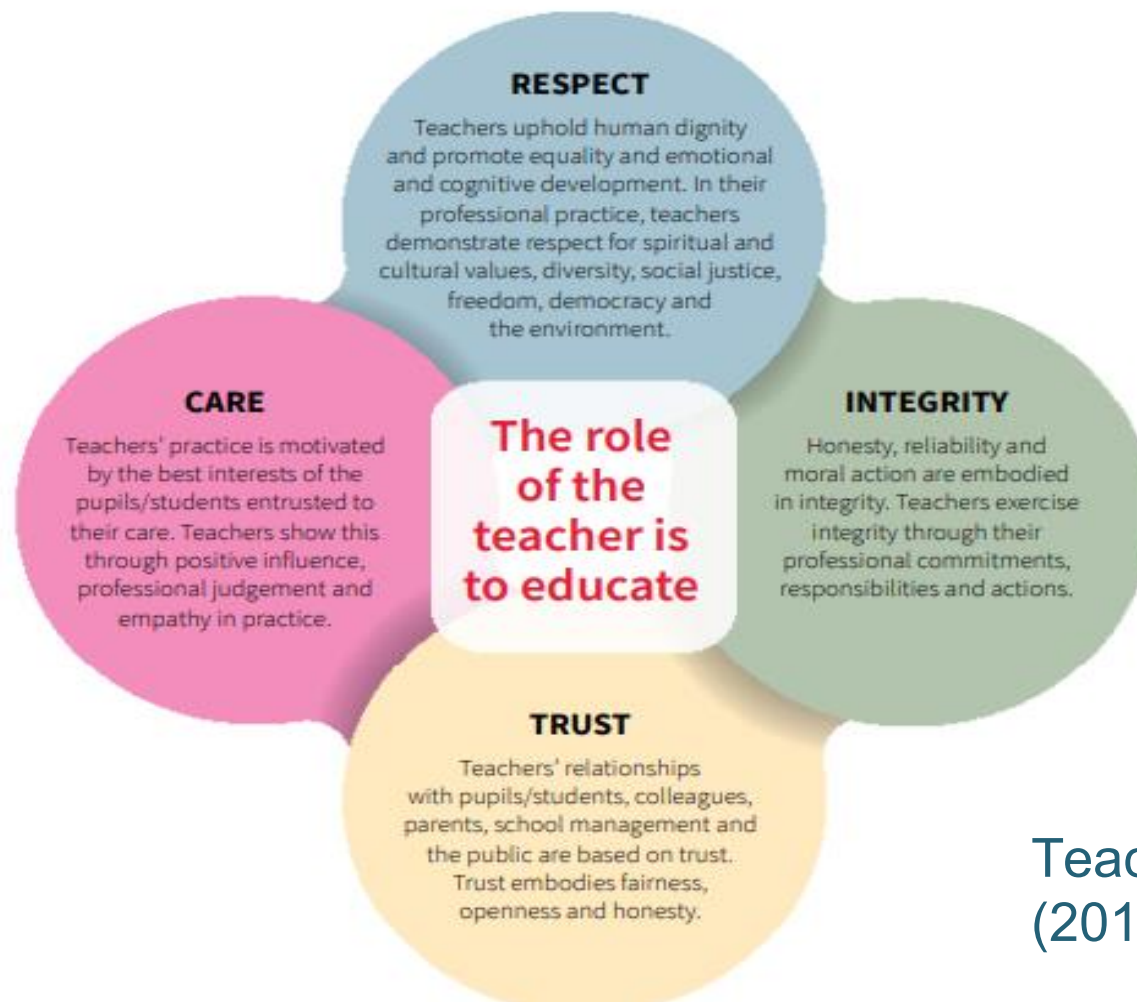 RESPECT
Teachers uphold human dignity
and promote equality and emotional
and cognitive development. In their
professional practice, teachers
demonstrate respect for spiritual and
cultural values, diversity, social justice,
freedom, democracy and
the environment.
CARE
Teachers' practice is motivated
by the best interests of the
pupils/students entrusted to
their care. Teachers show this
through positive influence,
professional judgement and
empathy in practice.
The role
of the
teacher is
to educate
INTEGRITY
Honesty, reliability and
moral action are embodied
in integrity. Teachers exercise
integrity through their
professional commitments,
responsibilities and actions.
TRUST
Teachers' relationships
with pupils/students, colleagues,
parents, school management and
the public are based on trust.
Trust embodies fairness,
openness and honesty.